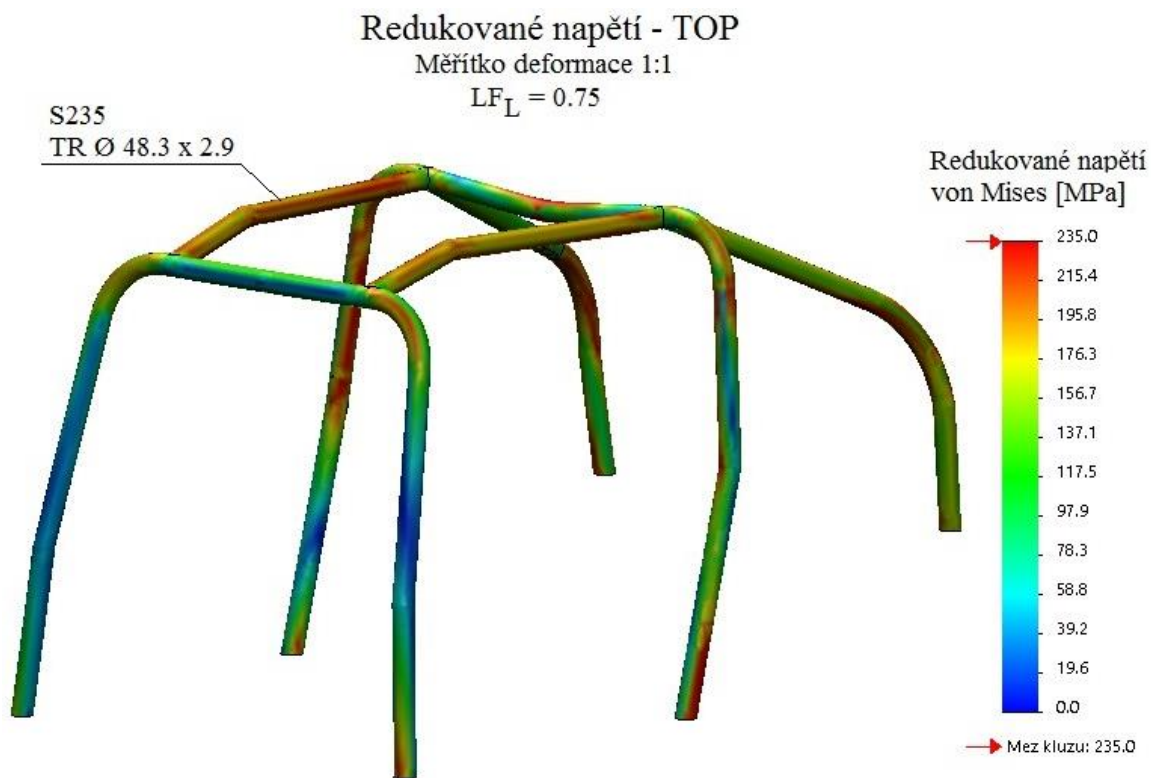 Redukované napětí - TOP
Měřítko deformace 1:1
LF_L = 0.75
S235
TR Ø 48.3 x 2.9
Redukované napětí
von Mises [MPa]
235.0
215.4
195.8
176.3
156.7
137.1
117.5
97.9
78.3
58.8
39.2
19.6
0.0
Mez kluzu: 235.0